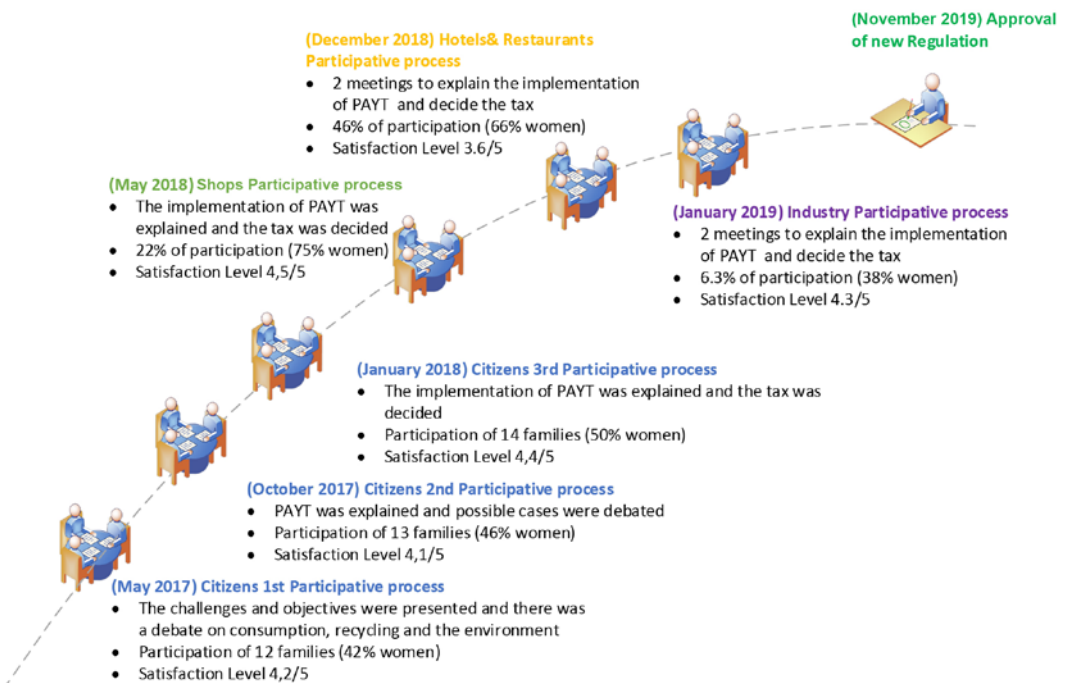 (November 2019) Approval
of new Regulation
(December 2018) Hotels& Restaurants
Participative process
• 2 meetings to explain the implementation
of PAYT and decide the tax
• 46% of participation (66% women)
• Satisfaction Level 3.6/5
(May 2018) Shops Participative process
• The implementation of PAYT was
explained and the tax was decided
• 22% of participation (75% women)
• Satisfaction Level 4,5/5
(January 2019) Industry Participative process
• 2 meetings to explain the implementation
of PAYT and decide the tax
• 6.3% of participation (38% women)
• Satisfaction Level 4.3/5
(January 2018) Citizens 3rd Participative process
• The implementation of PAYT was explained and the tax was
decided
• Participation of 14 families (50% women)
• Satisfaction Level 4,4/5
(October 2017) Citizens 2nd Participative process
• PAYT was explained and possible cases were debated
• Participation of 13 families (46% women)
• Satisfaction Level 4,1/5
(May 2017) Citizens 1st Participative process
• The challenges and objectives were presented and there was
a debate on consumption, recycling and the environment
• Participation of 12 families (42% women)
• Satisfaction Level 4,2/5